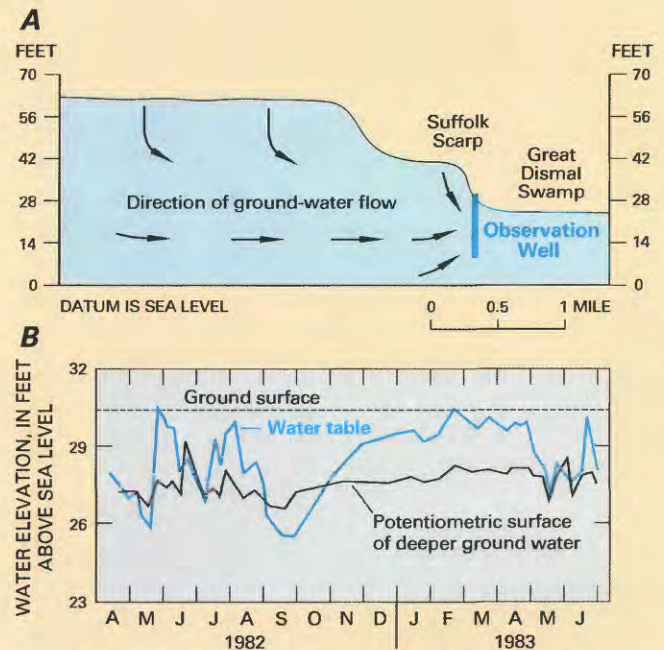 A
FEET
FEET
70
56
42
28
14
0
70
56
42
28
14
0
Suffolk
Scarp
Great
Dismal
Swamp
Direction of ground-water flow
Observation
Well
DATUM IS SEA LEVEL
0 0.5 1 MILE
B
WATER ELEVATION, IN FEET
ABOVE SEA LEVEL
32
29
26
23
Ground surface
Water table
Potentiometric surface
of deeper ground water
A M J J A S O N D J F M A M J
1982 1983